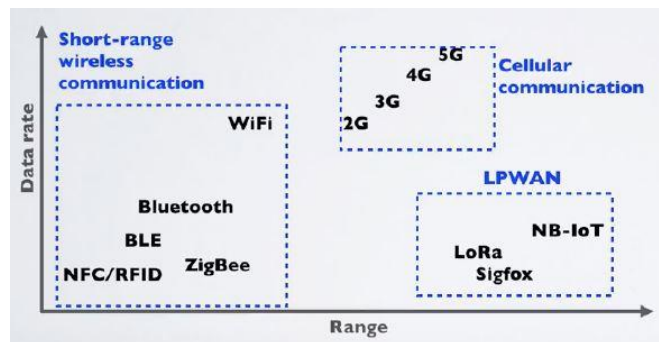 Short-range
wireless
communication
5G
4G
3G
2G
Cellular
communication
WiFi
Bluetooth
BLE
ZigBee
NFC/RFID
LPWAN
NB-IoT
LoRa
Sigfox
Data rate
Range